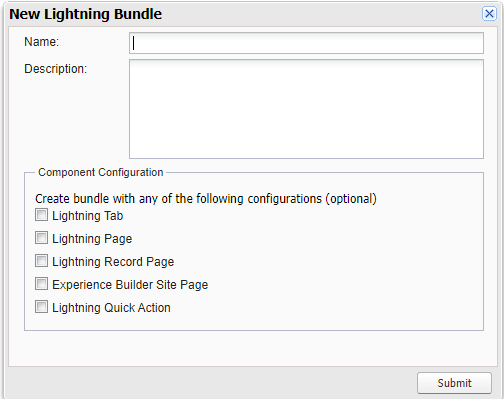 New Lightning Bundle
Name:
Description:
Component Configuration
Create bundle with any of the following configurations (optional)
Lightning Tab
Lightning Page
Lightning Record Page
Experience Builder Site Page
Lightning Quick Action
Submit